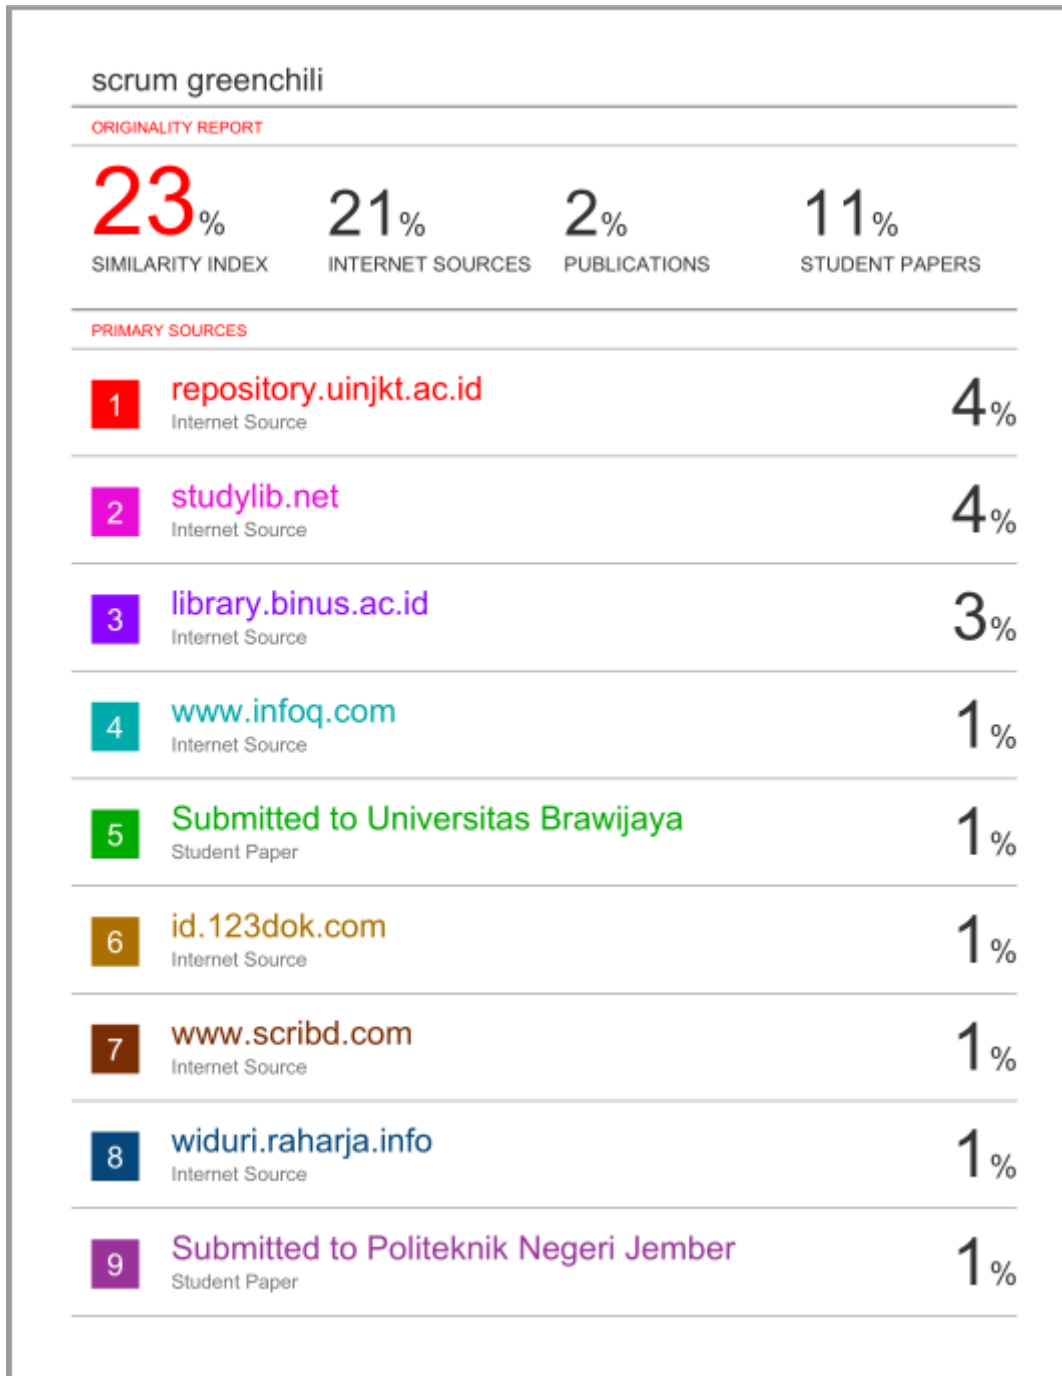 scrum greenchili
ORIGINALITY REPORT
23% 21% 2% 11%
SIMILARITY INDEX INTERNET SOURCES PUBLICATIONS STUDENT PAPERS
PRIMARY SOURCES
1 repository.uinjkt.ac.id 4%
Internet Source
2 studylib.net 4%
Internet Source
3 library.binus.ac.id 3%
Internet Source
4 www.infoq.com 1%
Internet Source
5 Submitted to Universitas Brawijaya 1%
Student Paper
6 id.123dok.com 1%
Internet Source
7 www.scribd.com 1%
Internet Source
8 widuri.raharja.info 1%
Internet Source
9 Submitted to Politeknik Negeri Jember 1%
Student Paper